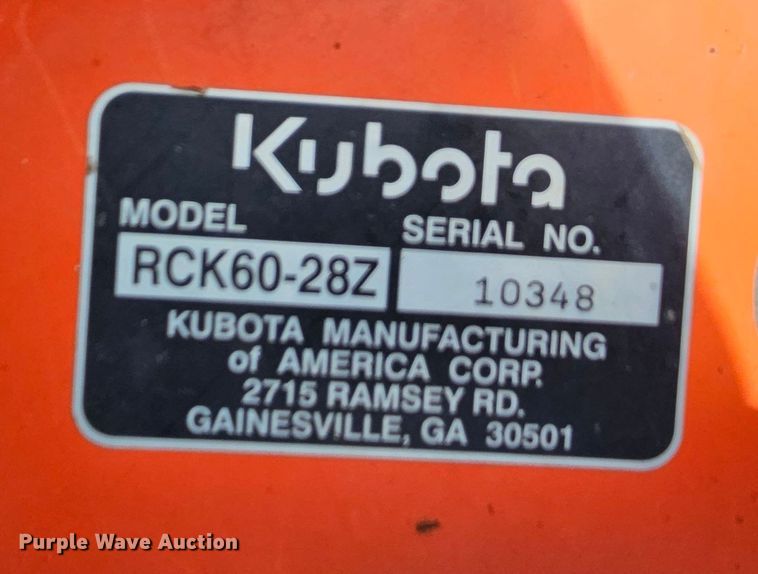 Kubota
MODEL SERIAL NO.
RCK60-28Z 10348
KUBOTA MANUFACTURING
of AMERICA CORP.
2715 RAMSEY RD.
GAINESVILLE, GA 30501
Purple Wave Auction